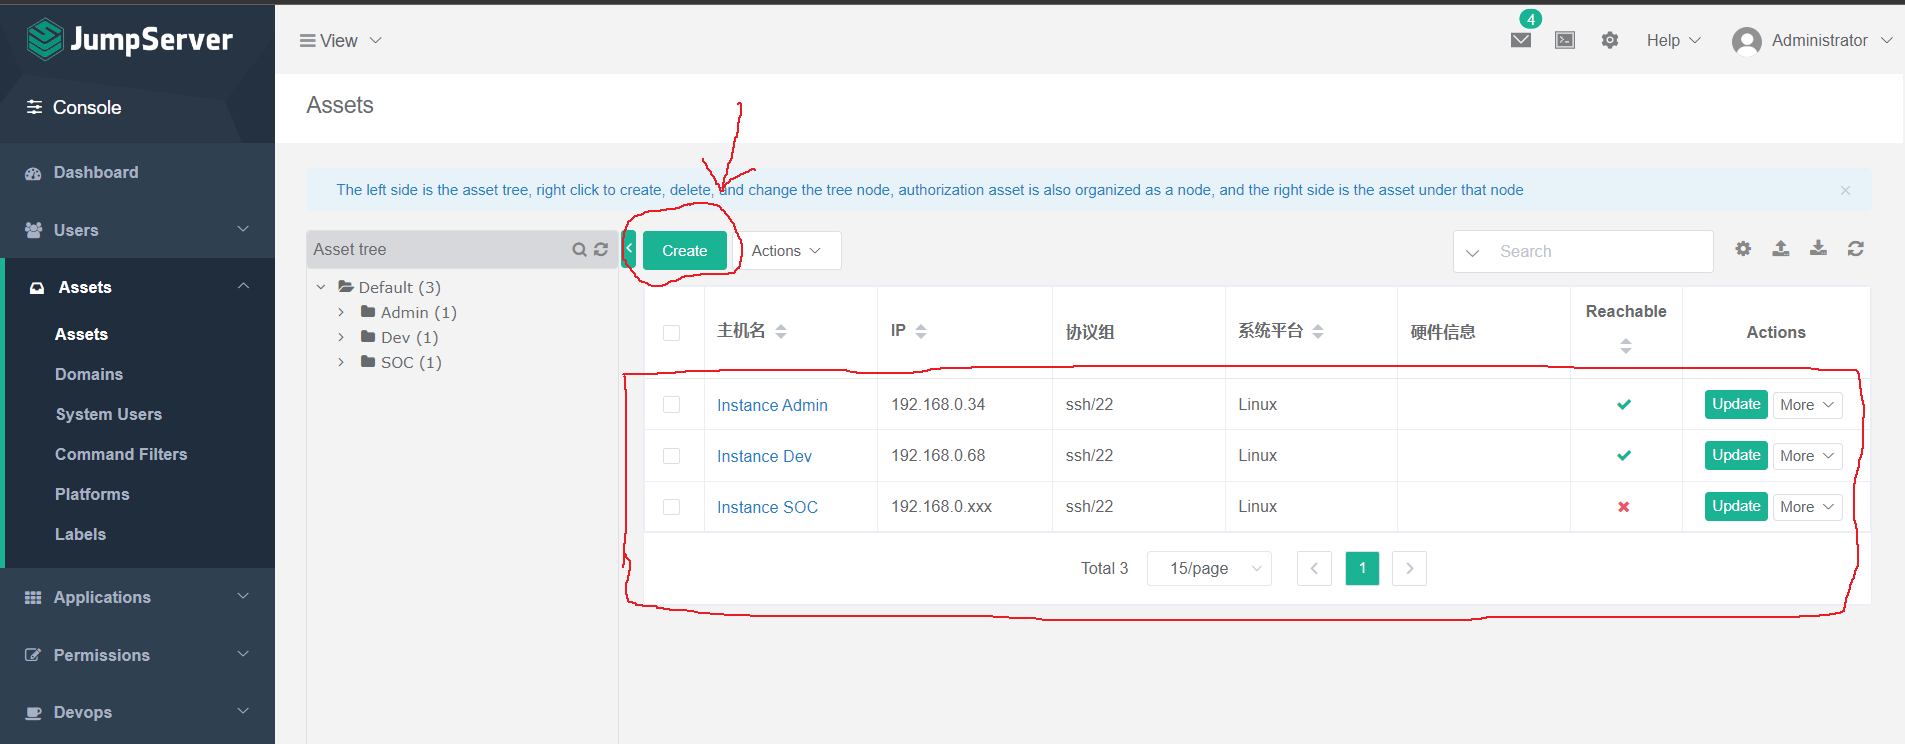 JumpServer
View
4
Help
Administrator
Console
Assets
Dashboard
Users
Assets
Assets
Domains
System Users
Command Filters
Platforms
Labels
Applications
Permissions
Devops
The left side is the asset tree, right click to create, delete, and change the tree node, authorization asset is also organized as a node, and the right side is the asset under that node
Asset tree
Default (3)
Admin (1)
Dev (1)
SOC (1)
Create
Actions
Search
主机名 IP 协议组 系统平台 硬件信息 Reachable Actions
Instance Admin 192.168.0.34 ssh/22 Linux Update More
Instance Dev 192.168.0.68 ssh/22 Linux Update More
Instance SOC 192.168.0.xxx ssh/22 Linux Update More
Total 3 15/page 1